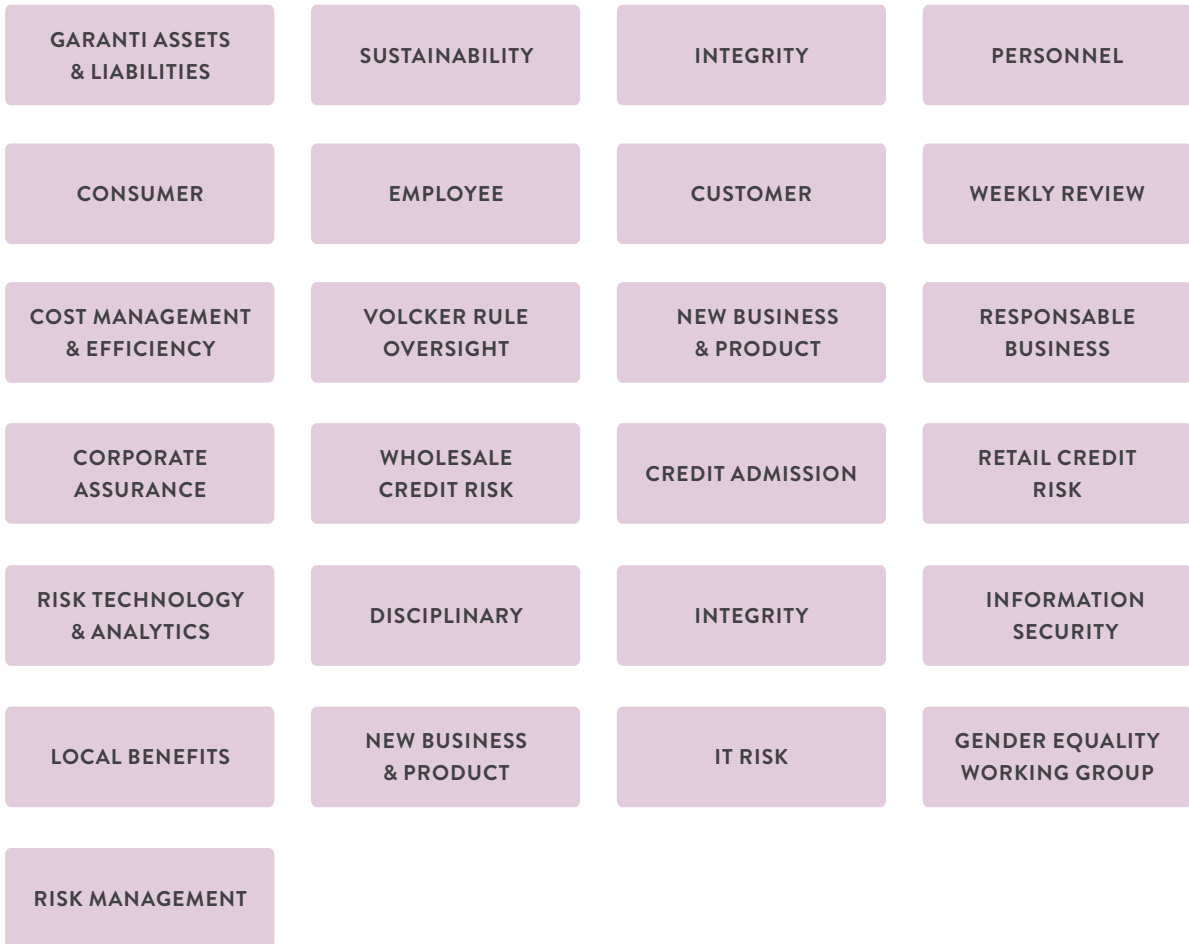 GARANTI ASSETS
& LIABILITIES
SUSTAINABILITY
INTEGRITY
PERSONNEL
CONSUMER
EMPLOYEE
CUSTOMER
WEEKLY REVIEW
COST MANAGEMENT
& EFFICIENCY
VOLCKER RULE
OVERSIGHT
NEW BUSINESS
& PRODUCT
RESPONSABLE
BUSINESS
CORPORATE
ASSURANCE
WHOLESALE
CREDIT RISK
CREDIT ADMISSION
RETAIL CREDIT
RISK
RISK TECHNOLOGY
& ANALYTICS
DISCIPLINARY
INTEGRITY
INFORMATION
SECURITY
LOCAL BENEFITS
NEW BUSINESS
& PRODUCT
IT RISK
GENDER EQUALITY
WORKING GROUP
RISK MANAGEMENT